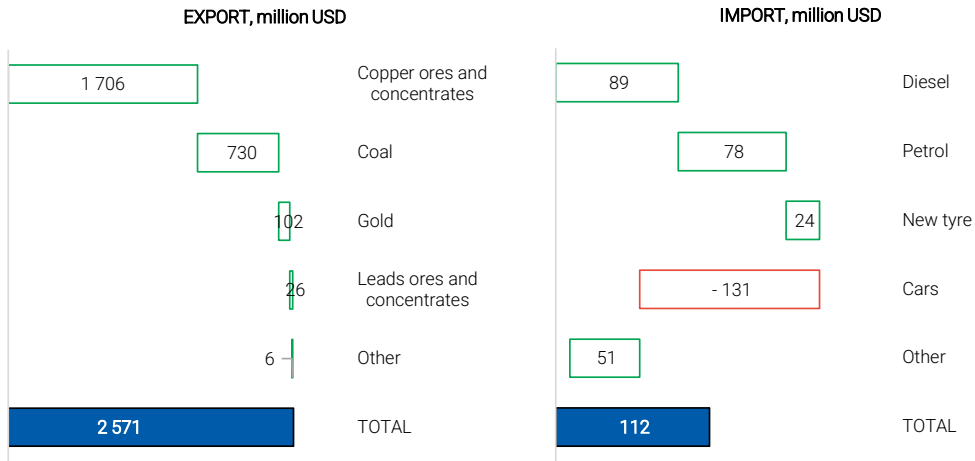 EXPORT, million USD
1 706
Copper ores and
concentrates
730
Coal
102
Gold
26
Leads ores and
concentrates
6
Other
2 571
TOTAL
IMPORT, million USD
89
Diesel
78
Petrol
24
New tyre
- 131
Cars
51
Other
112
TOTAL